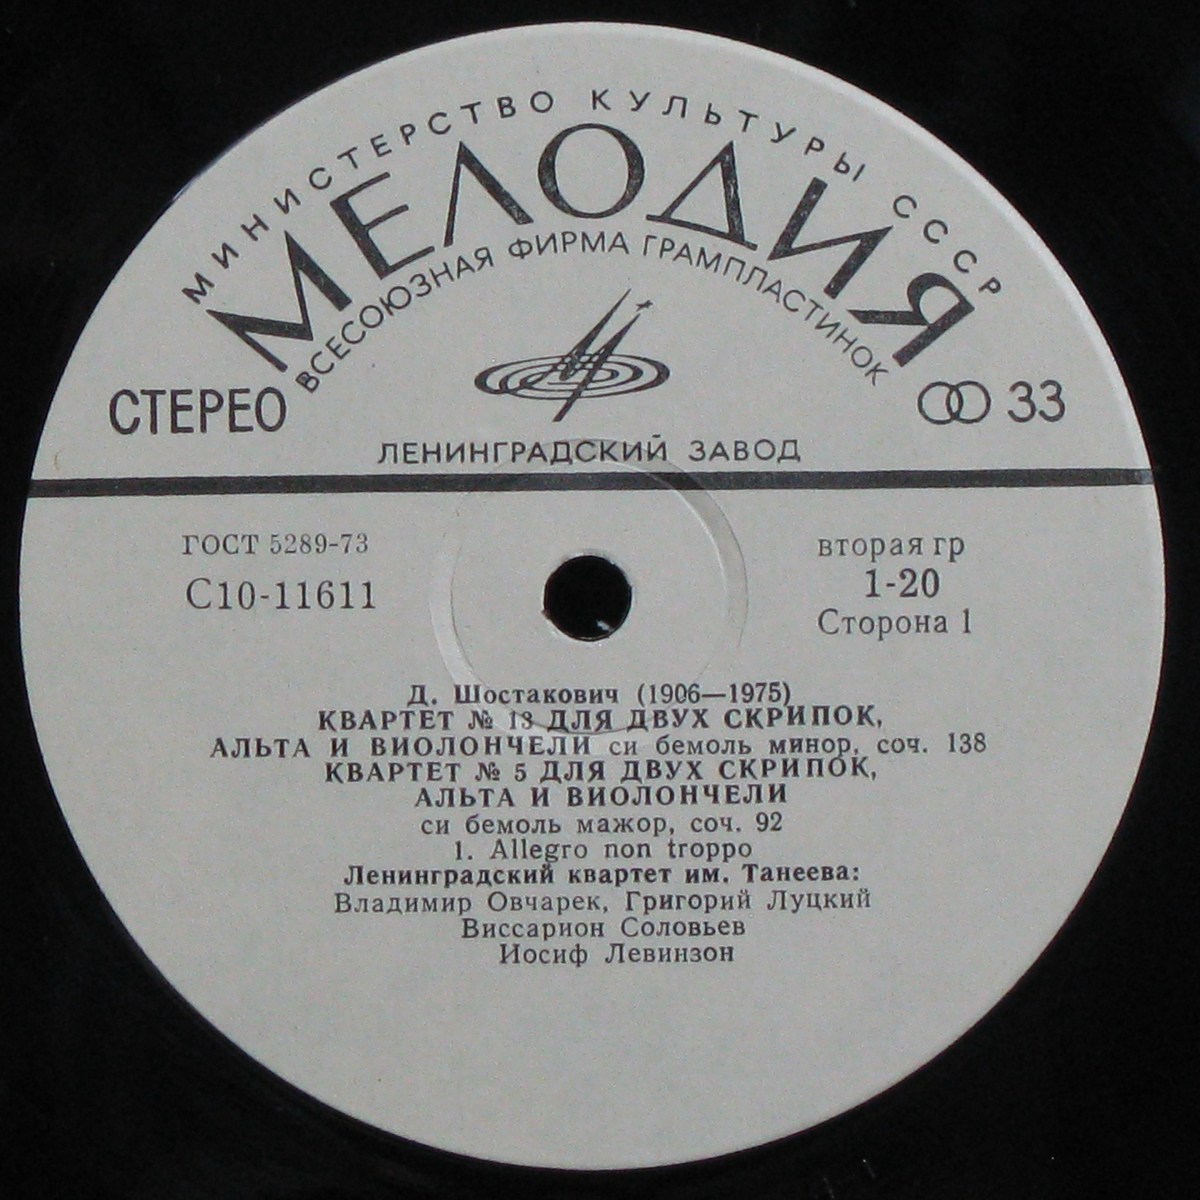 МИНИСТЕРСТВО КУЛЬТУРЫ СССР
МЕЛОДИЯ
ВСЕСОЮЗНАЯ ФИРМА ГРАМПЛАСТИНОК
СТЕРЕО
33
ЛЕНИНГРАДСКИЙ ЗАВОД
ГОСТ 5289-73
С10-11611
вторая гр
1-20
Сторона 1
Д. Шостакович (1906—1975)
КВАРТЕТ № 13 ДЛЯ ДВУХ СКРИПОК,
АЛЬТА И ВИОЛОНЧЕЛИ си бемоль минор, соч. 138
КВАРТЕТ № 5 ДЛЯ ДВУХ СКРИПОК,
АЛЬТА И ВИОЛОНЧЕЛИ
си бемоль мажор, соч. 92
1. Allegro non troppo
Ленинградский квартет им. Танеева:
Владимир Овчарек, Григорий Луцкий
Виссарион Соловьев
Иосиф Левинзон